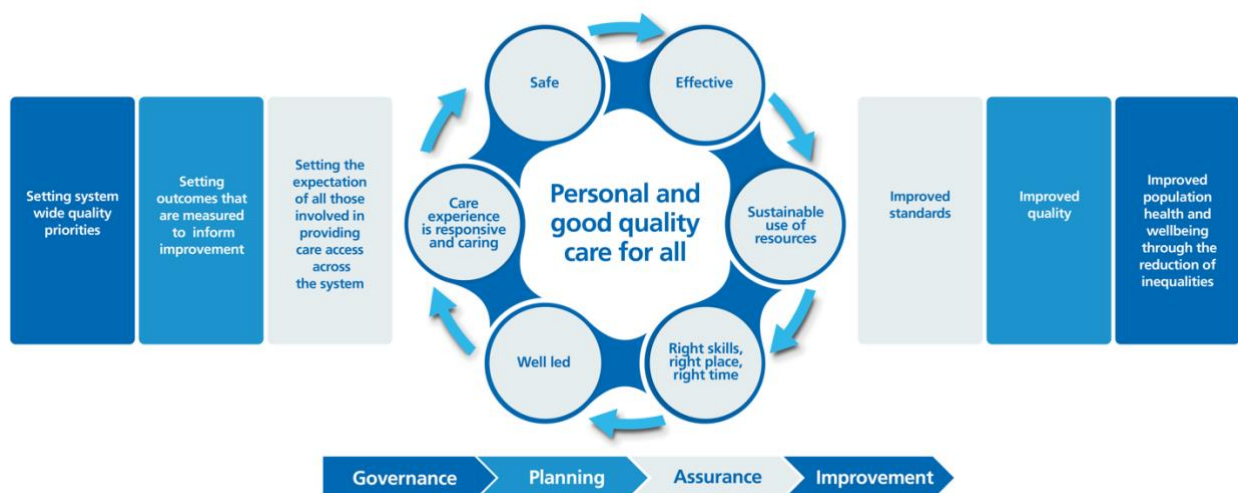 Setting system
wide quality
priorities
Setting
outcomes that
are measured
to inform
improvement
Setting the
expectation
of all those
involved in
providing
care access
across
the system
Safe
Effective
Care
experience
is responsive
and caring
Personal and
good quality
care for all
Sustainable
use of
resources
Well led
Right skills,
right place,
right time
Improved
standards
Improved
quality
Improved
population
health and
wellbeing
through the
reduction of
inequalities
Governance
Planning
Assurance
Improvement